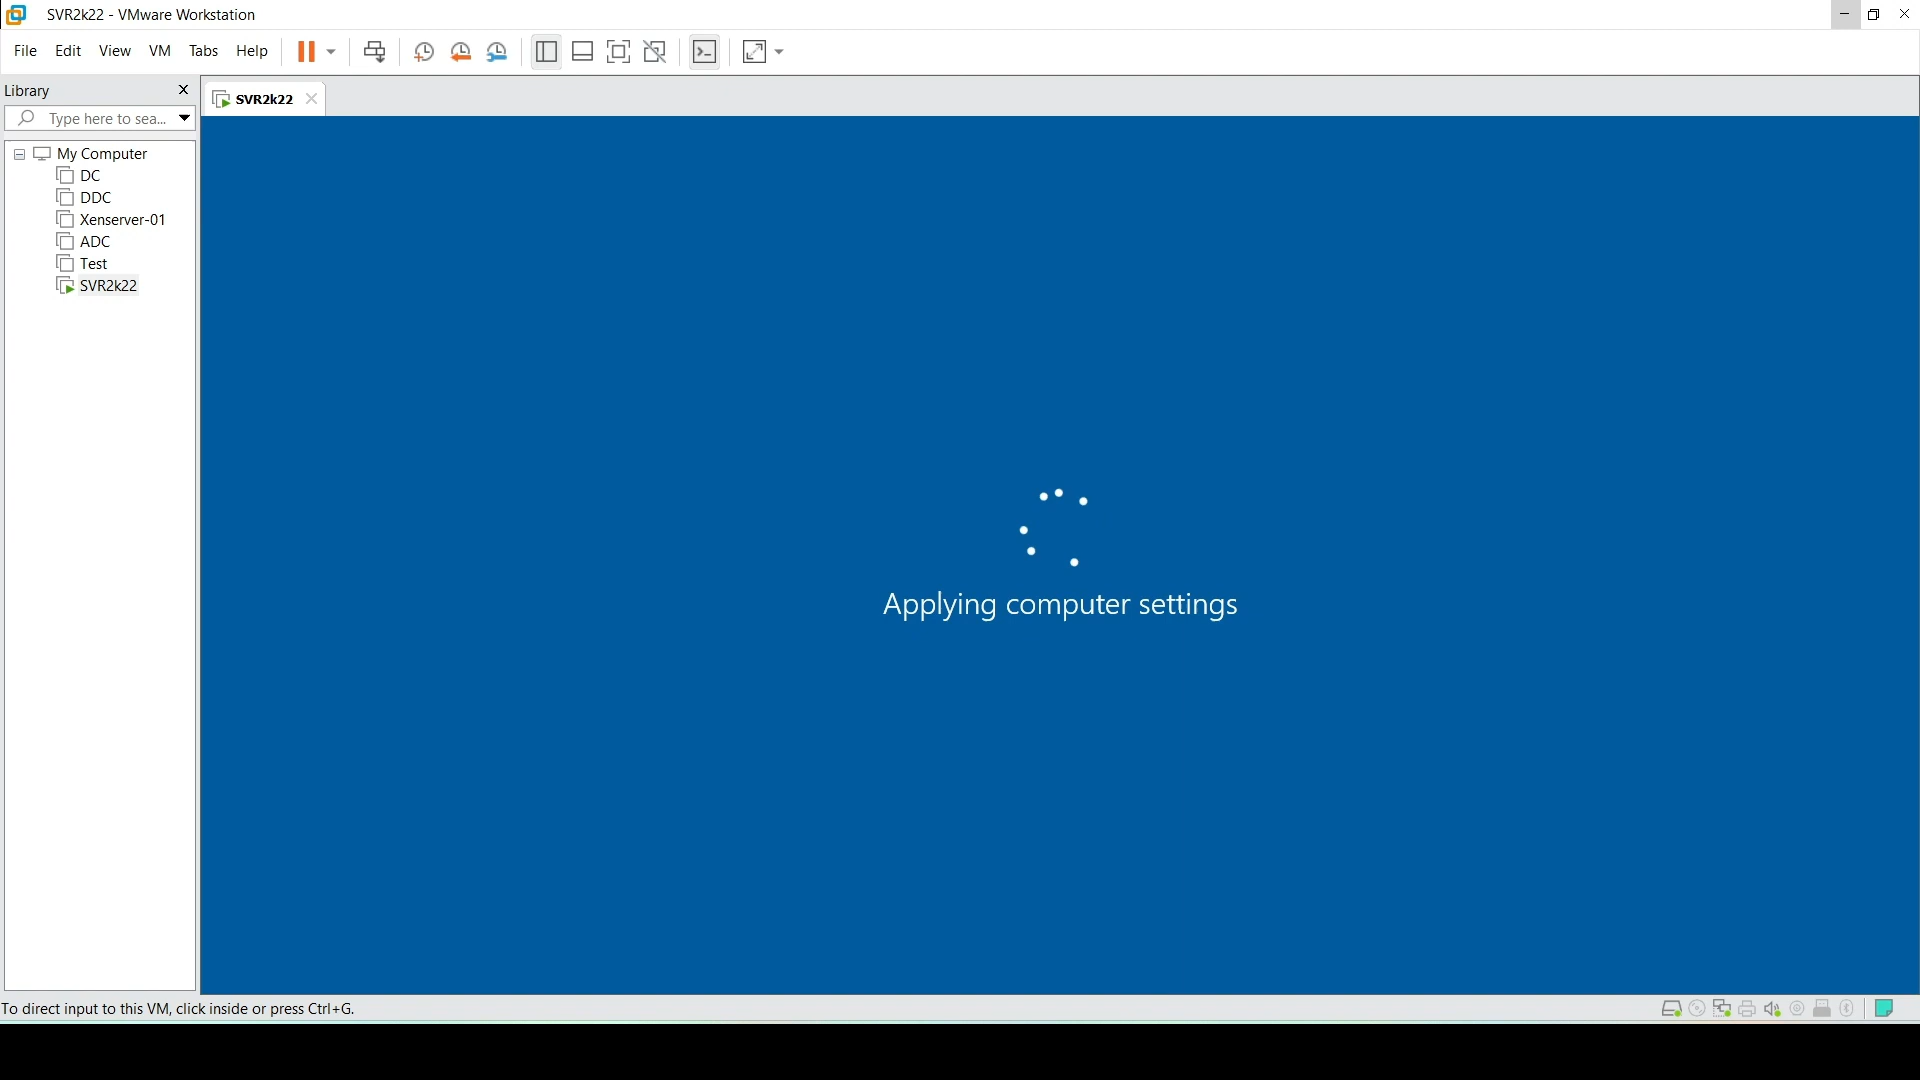 SVR2k22 - VMware Workstation
File Edit View VM Tabs Help
Library
SVR2k22
Type here to sea...
My Computer
DC
DDC
Xenserver-01
ADC
Test
SVR2k22
Applying computer settings
To direct input to this VM, click inside or press Ctrl+G.